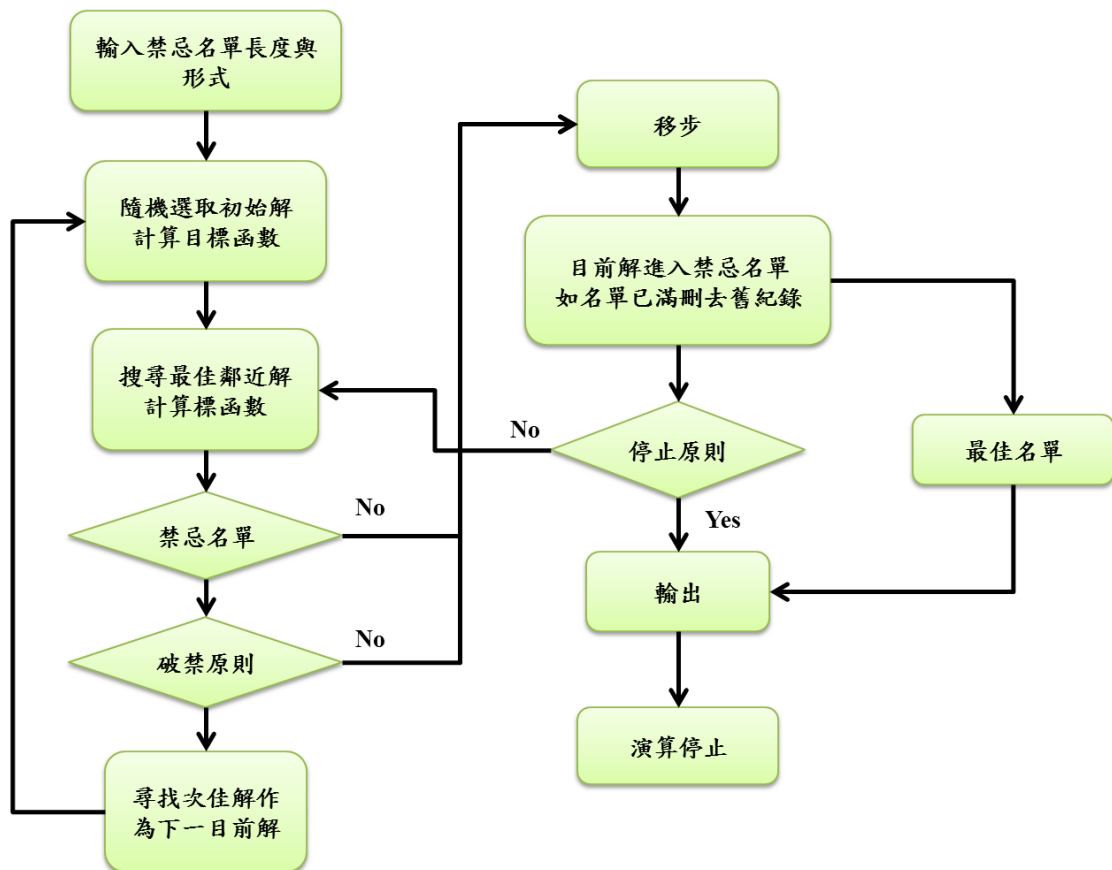 輸入禁忌名單長度與
形式
隨機選取初始解
計算目標函數
搜尋最佳鄰近解
計算標函數
禁忌名單
No
破禁原則
No
尋找次佳解作
為下一目前解
移步
目前解進入禁忌名單
如名單已滿刪去舊紀錄
停止原則
No
Yes
最佳名單
輸出
演算停止